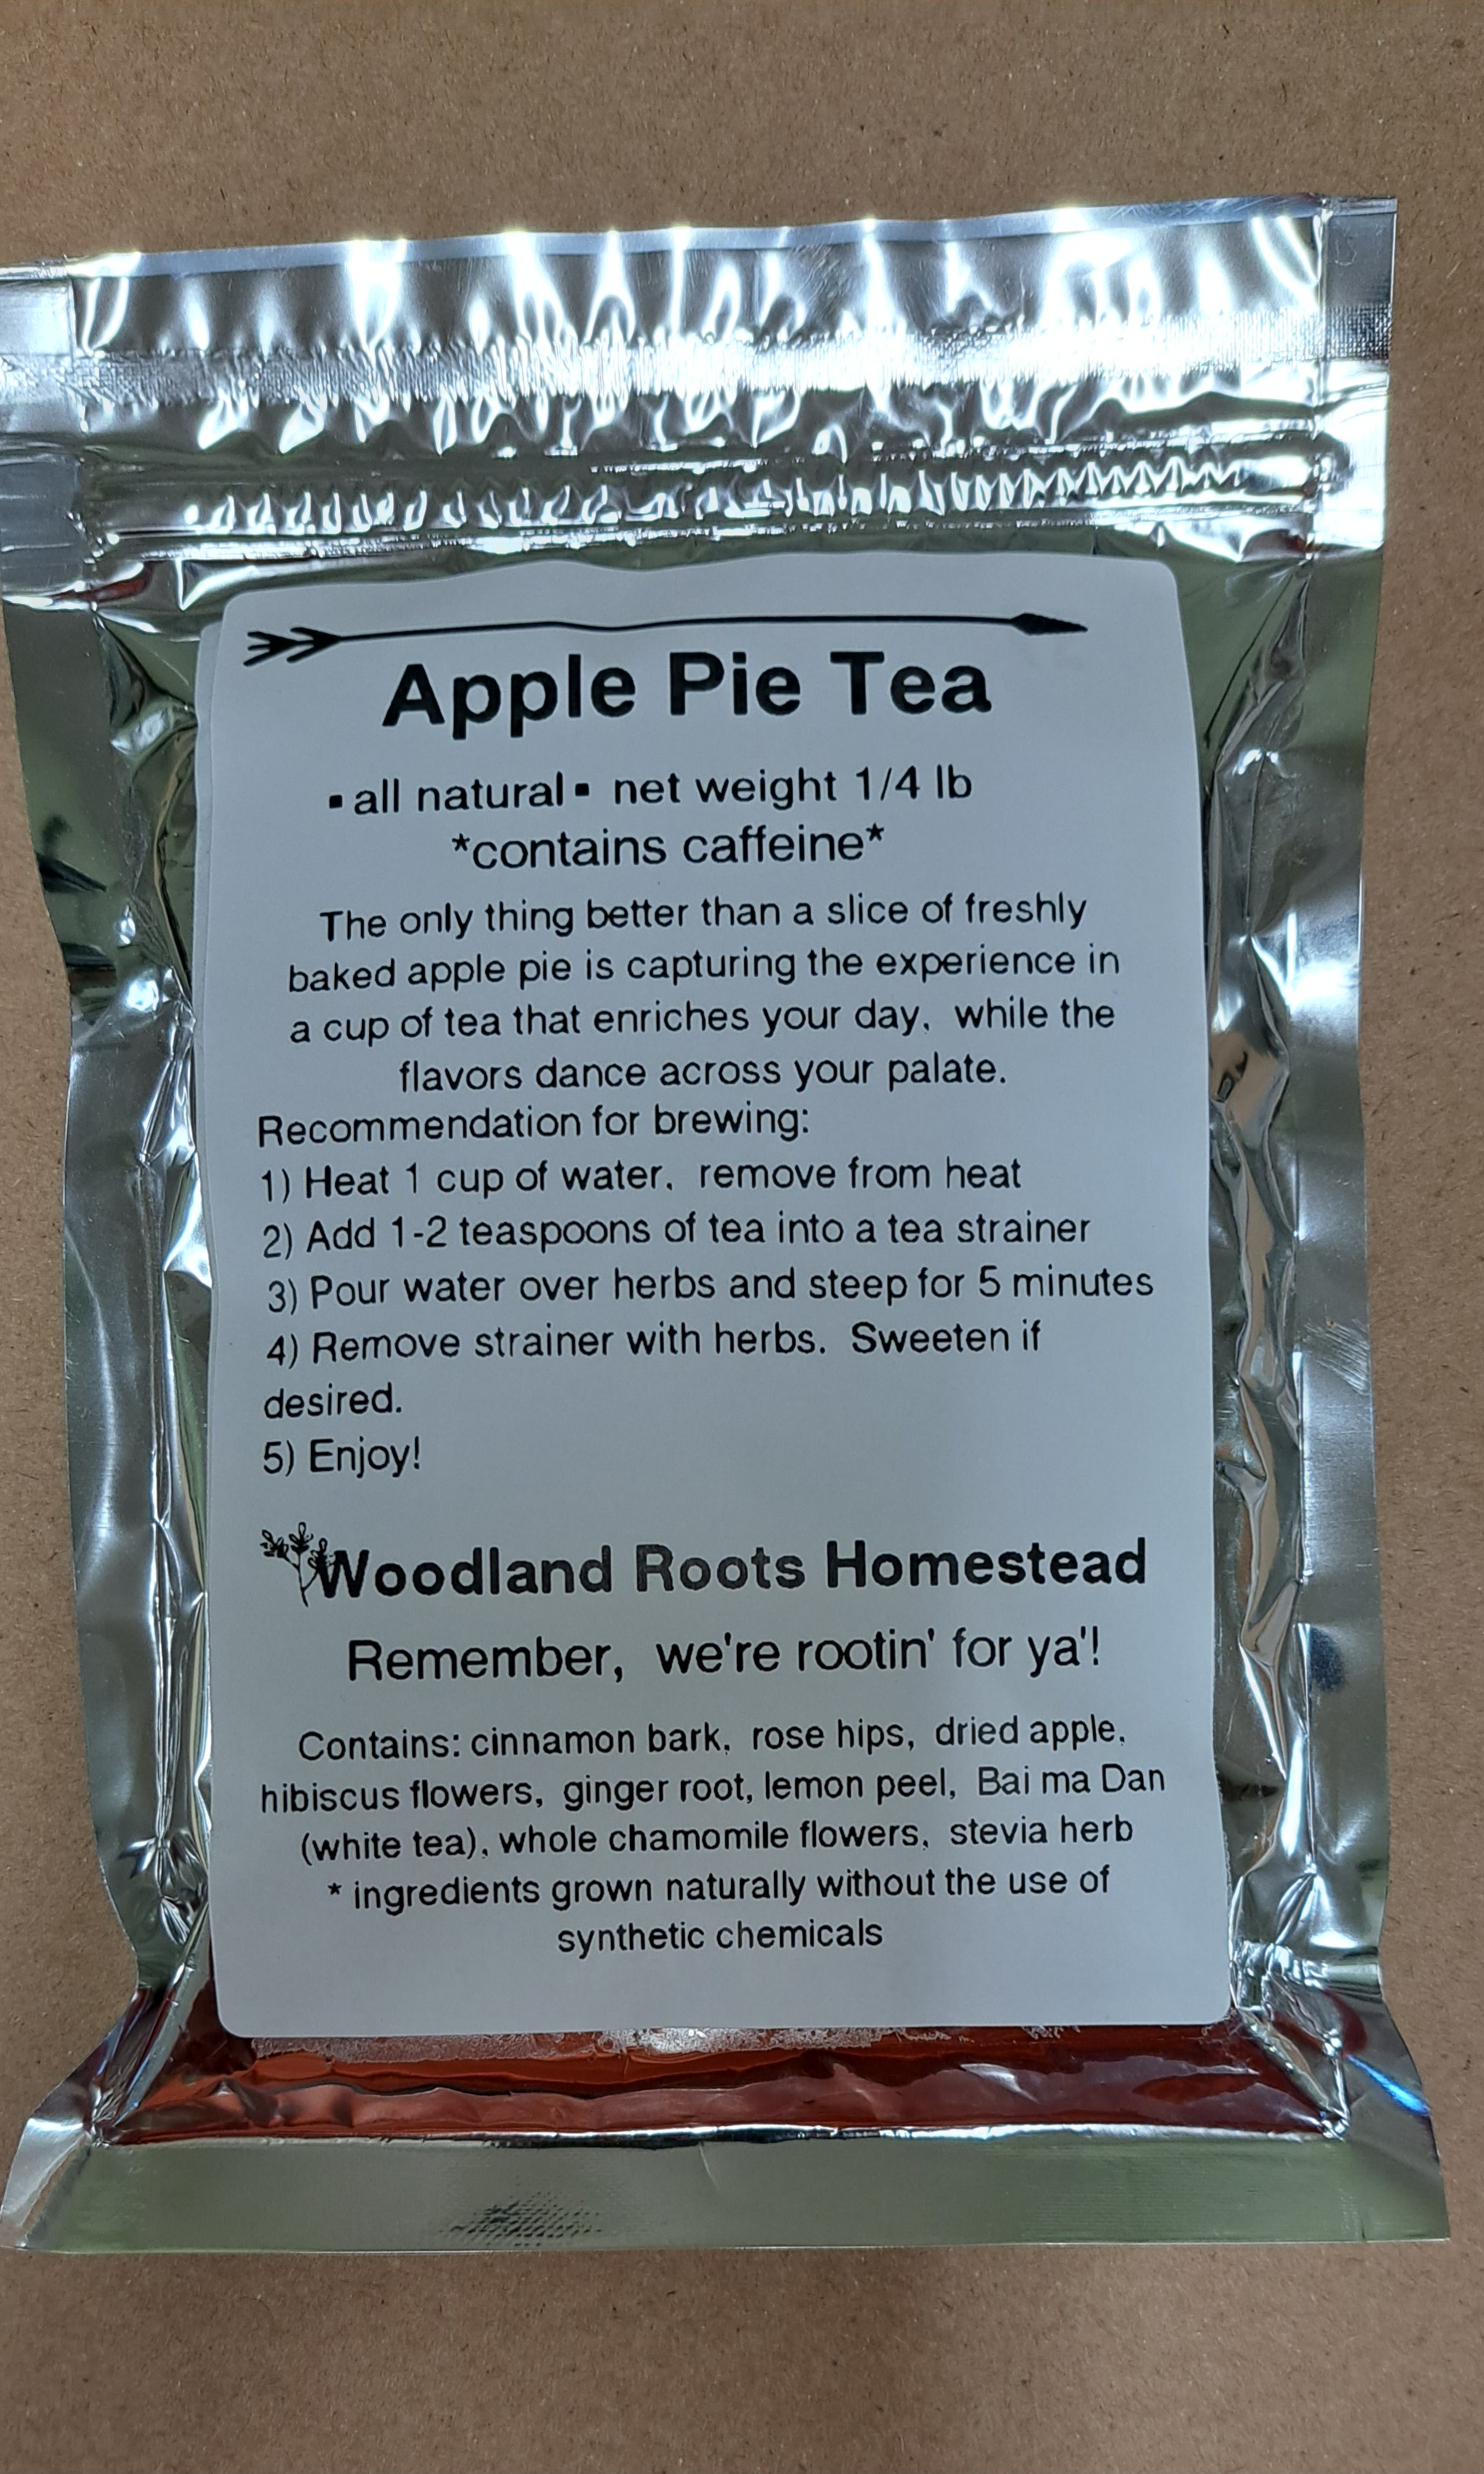 Apple Pie Tea
▪all natural▪ net weight 1/4 lb
*contains caffeine*
The only thing better than a slice of freshly
baked apple pie is capturing the experience in
a cup of tea that enriches your day, while the
flavors dance across your palate.
Recommendation for brewing:
1) Heat 1 cup of water, remove from heat
2) Add 1-2 teaspoons of tea into a tea strainer
3) Pour water over herbs and steep for 5 minutes
4) Remove strainer with herbs. Sweeten if
desired.
5) Enjoy!
Woodland Roots Homestead
Remember, we're rootin' for ya'!
Contains: cinnamon bark, rose hips, dried apple,
hibiscus flowers, ginger root, lemon peel, Bai ma Dan
(white tea), whole chamomile flowers, stevia herb
* ingredients grown naturally without the use of
synthetic chemicals